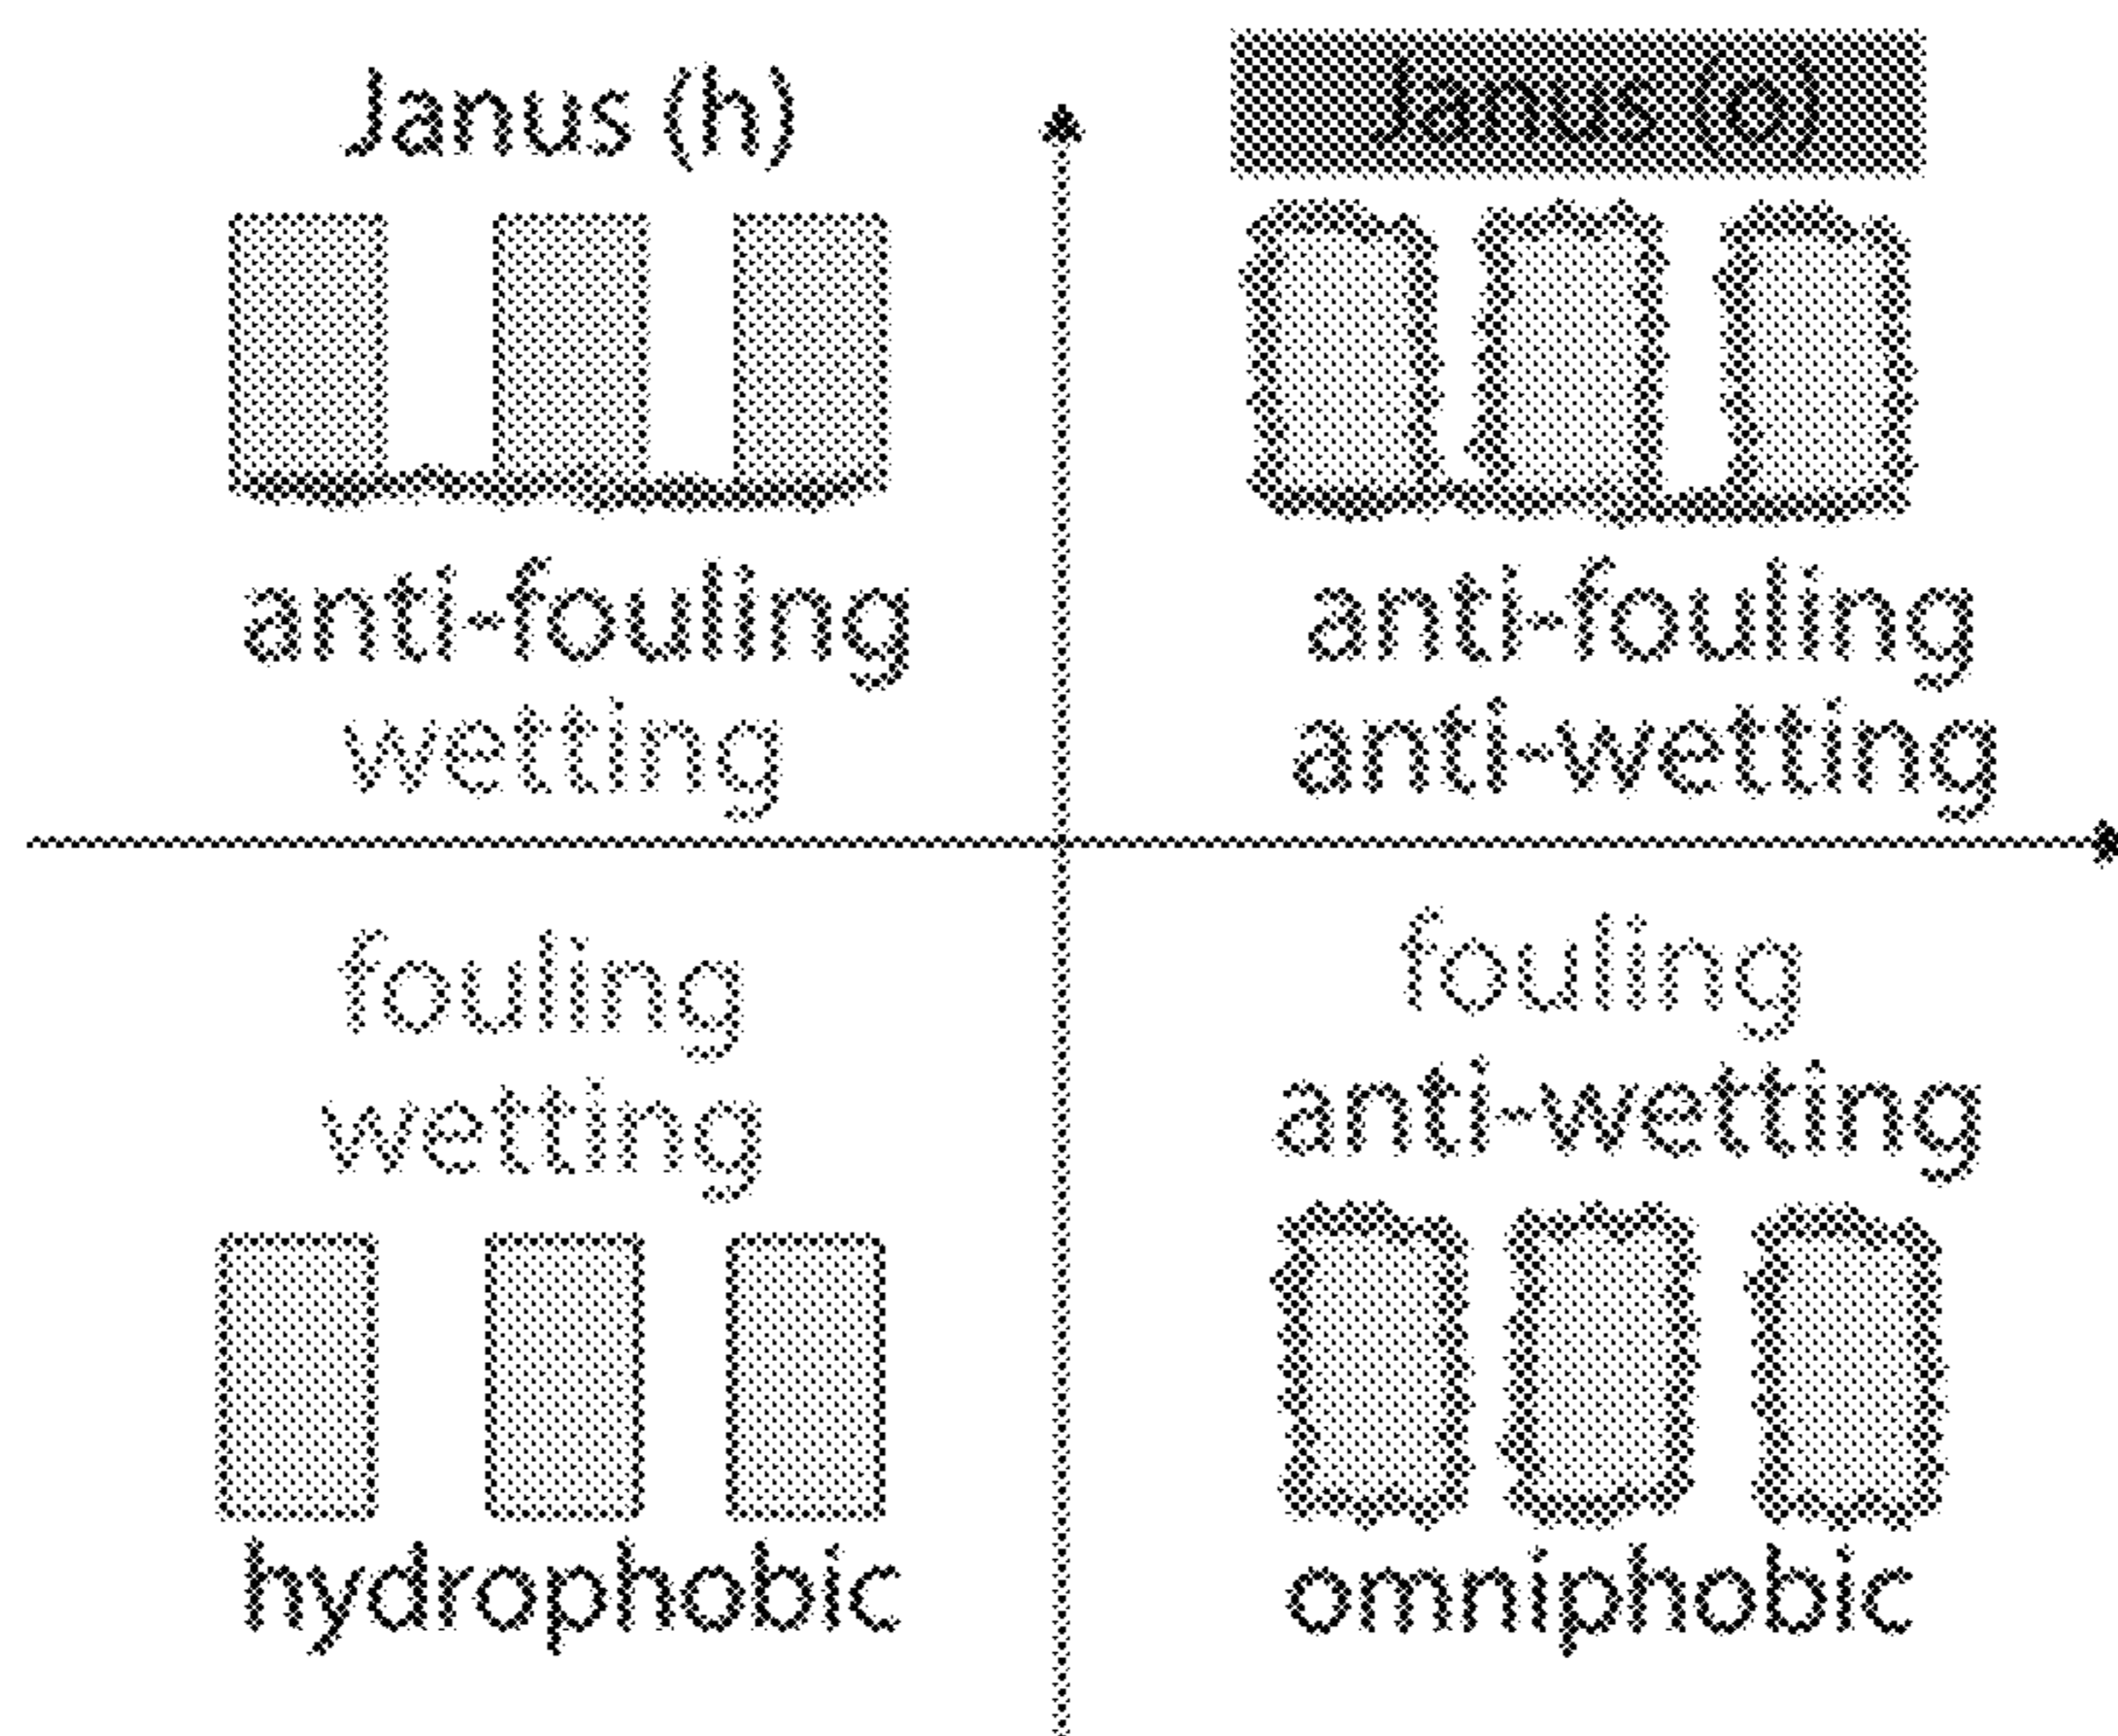 Janus (h)
anti-fouling
wetting
Janus (o)
anti-fouling
anti-wetting
fouling
wetting
hydrophobic
fouling
anti-wetting
omniphobic